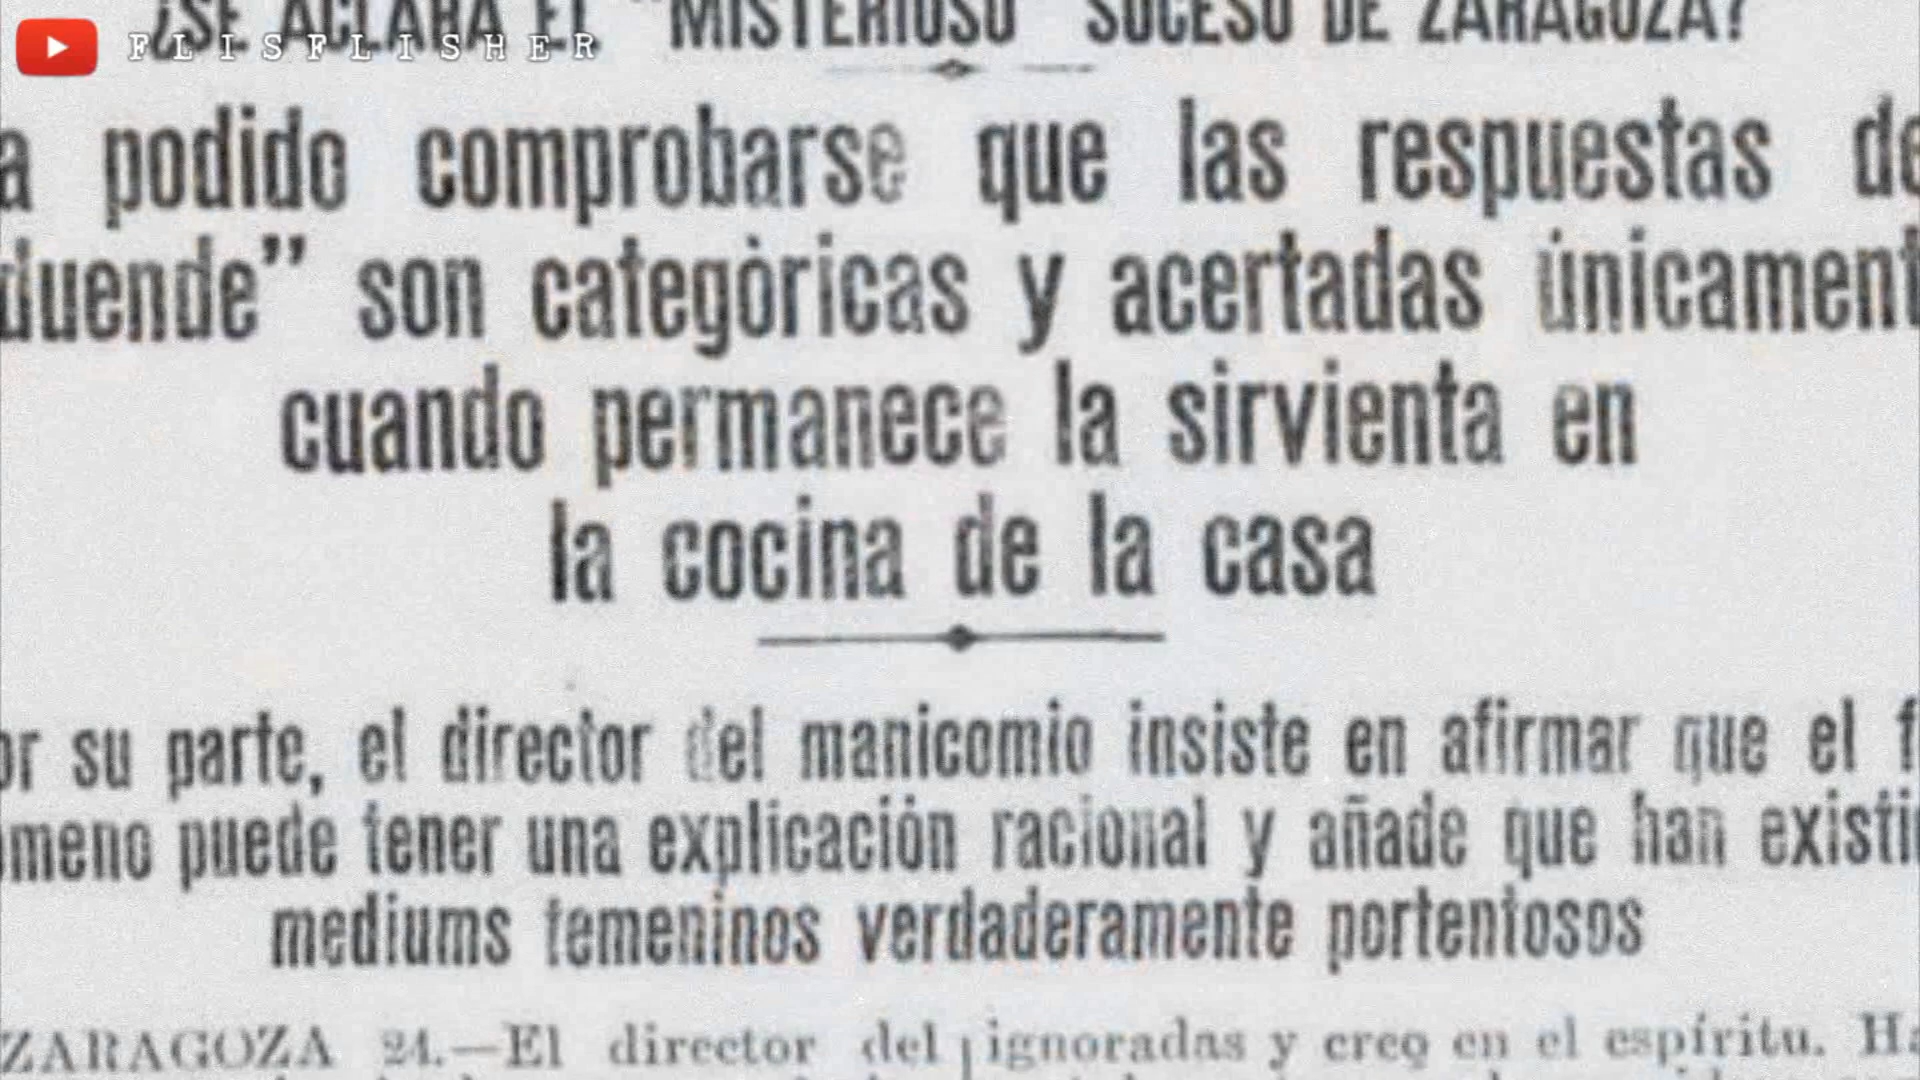 ¿SE ACLARA EL "MISTERIOSO" SUCESO DE ZARAGOZA?
FLISFLISHER
a podido comprobarse que las respuestas de
duende” son categóricas y acertadas únicament
cuando permanece la sirvienta en
la cocina de la casa
or su parte, el director del manicomio insiste en afirmar que el f
meno puede tener una explicación racional y añade que han existi
mediums femeninos verdaderamente portentosos
ZARAGOZA 24.—El director del
ignoradas y creo en el espíritu. Ha